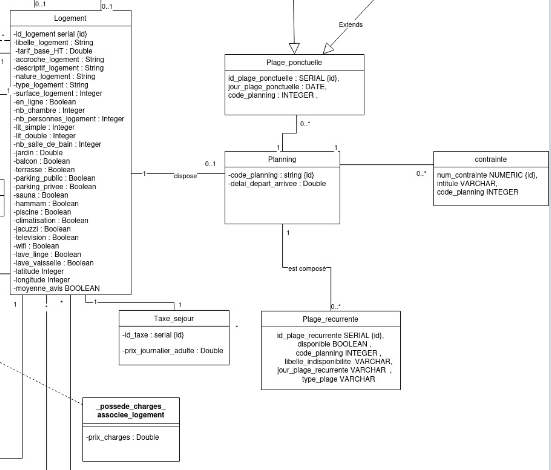 0..1
0..1
Extends
Logement
-id_logement serial {id}
-libelle_logement : String
-tarif_base_HT : Double
-accroche_logement : String
-descriptif_logement : String
-nature_logement : String
-type_logement : String
-surface_logement : Integer
-en_ligne : Boolean
-nb_chambre : Integer
-nb_personnes_logement : Integer
-lit_simple : Integer
-lit_double : Integer
-nb_salle_de_bain : Integer
-jardin : Double
-balcon : Boolean
-terrasse : Boolean
-parking_public : Boolean
-parking_privee : Boolean
-sauna : Boolean
-hammam : Boolean
-piscine : Boolean
-climatisation : Boolean
-jacuzzi : Boolean
-television : Boolean
-wifi : Boolean
-lave_linge : Boolean
-lave_vaisselle : Boolean
-latitude Integer
-longitude Integer
-moyenne_avis BOOLEAN
*
1
1
Plage_ponctuelle
id_plage_ponctuelle : SERIAL {id},
jour_plage_ponctuelle : DATE,
code_planning : INTEGER ,
0..*
1
1
1
dispose
0..1
Planning
-code_planning : string {id}
-delai_depart_arrivee : Double
0..*
contrainte
num_contrainte NUMERIC {id},
intitule VARCHAR,
code_planning INTEGER
1
est composé
0..*
Plage_recurrente
id_plage_recurrente SERIAL {id},
disponible BOOLEAN ,
code_planning INTEGER ,
libelle_indisponibilite VARCHAR,
jour_plage_recurrente VARCHAR ,
type_plage VARCHAR
1
*
*
1
1
Taxe_sejour
-id_taxe : serial {id}
-prix_journalier_adulte : Double
*
_possede_charges_
associee_logement
-prix_charges : Double